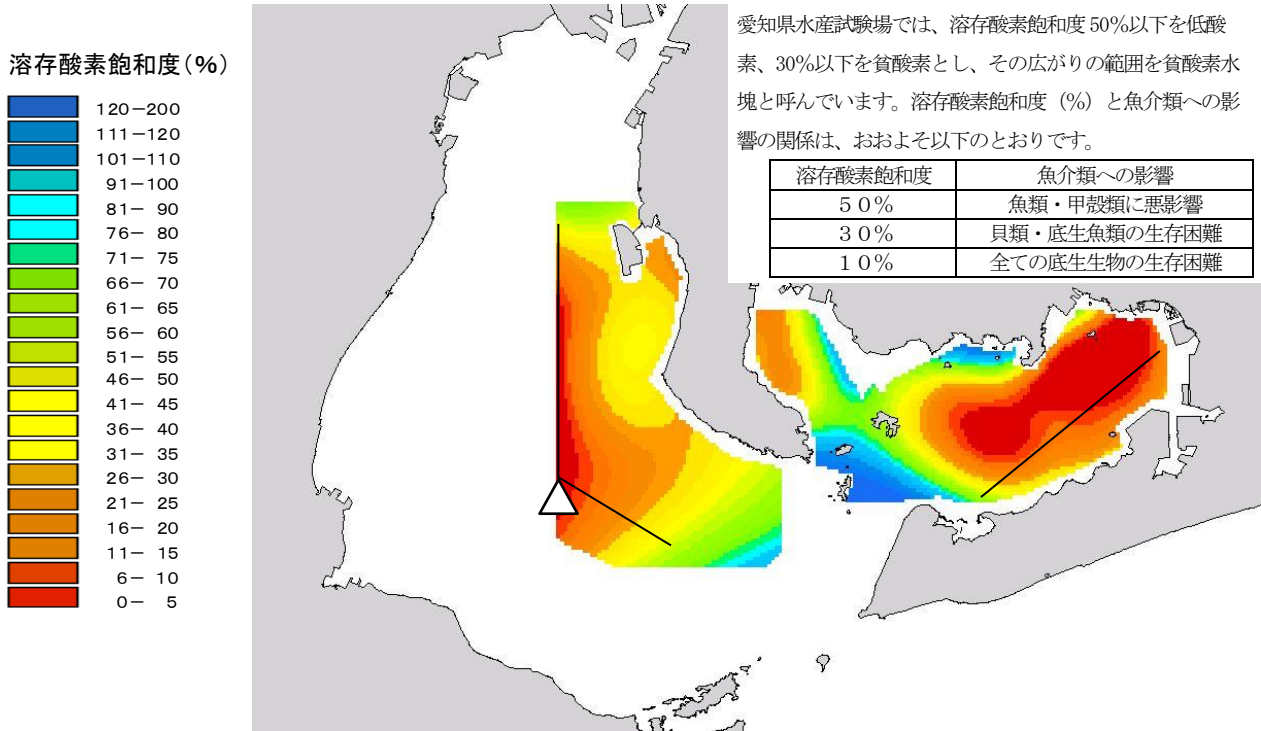 溶存酸素飽和度(%)
120-200
111-120
101-110
91-100
81- 90
76- 80
71- 75
66- 70
61- 65
56- 60
51- 55
46- 50
41- 45
36- 40
31- 35
26- 30
21- 25
16- 20
11- 15
6- 10
0- 5
愛知県水産試験場では、溶存酸素飽和度 50%以下を低酸
素、30%以下を貧酸素とし、その広がりの範囲を貧酸素水
塊と呼んでいます。溶存酸素飽和度(%)と魚介類への影
響の関係は、おおよそ以下のとおりです。
溶存酸素飽和度 魚介類への影響
50% 魚類・甲殻類に悪影響
30% 貝類・底生魚類の生存困難
10% 全ての底生生物の生存困難